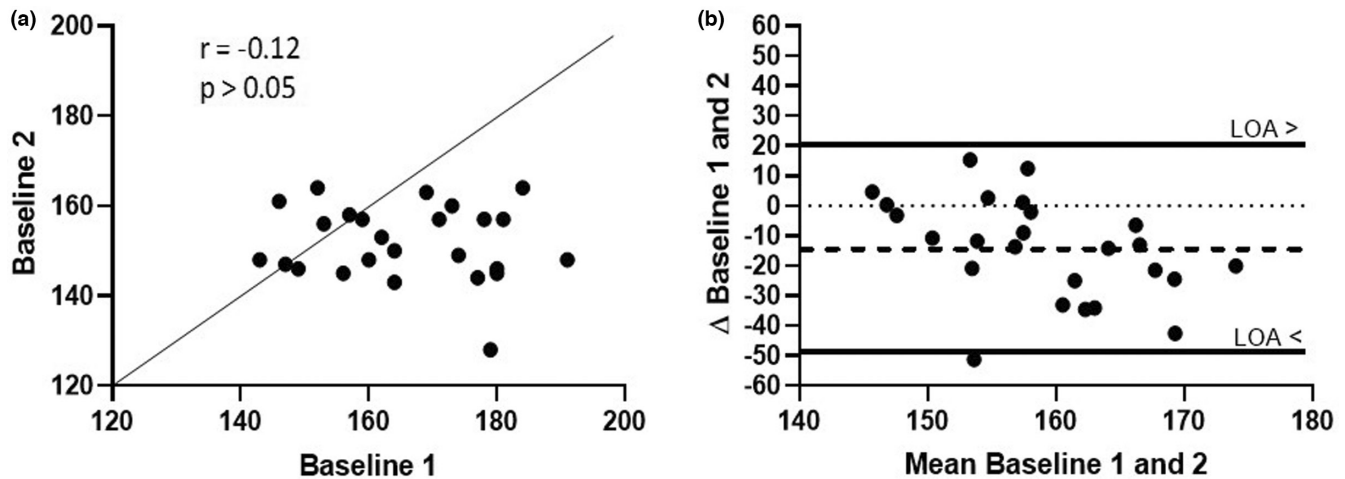 (a)
r = -0.12
p > 0.05
200
180
160
140
120
Baseline 2
120 140 160 180 200
Baseline 1
(b)
60
50
40
30
20
10
0
-10
-20
-30
-40
-50
-60
Δ Baseline 1 and 2
LOA >
LOA <
140 150 160 170 180
Mean Baseline 1 and 2